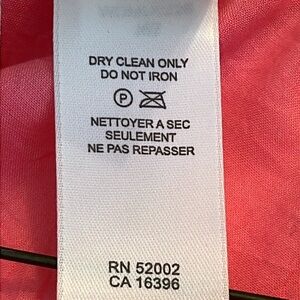 DRY CLEAN ONLY
DO NOT IRON
P
NETTOYER A SEC
SEULEMENT
NE PAS REPASSER
RN 52002
CA 16396